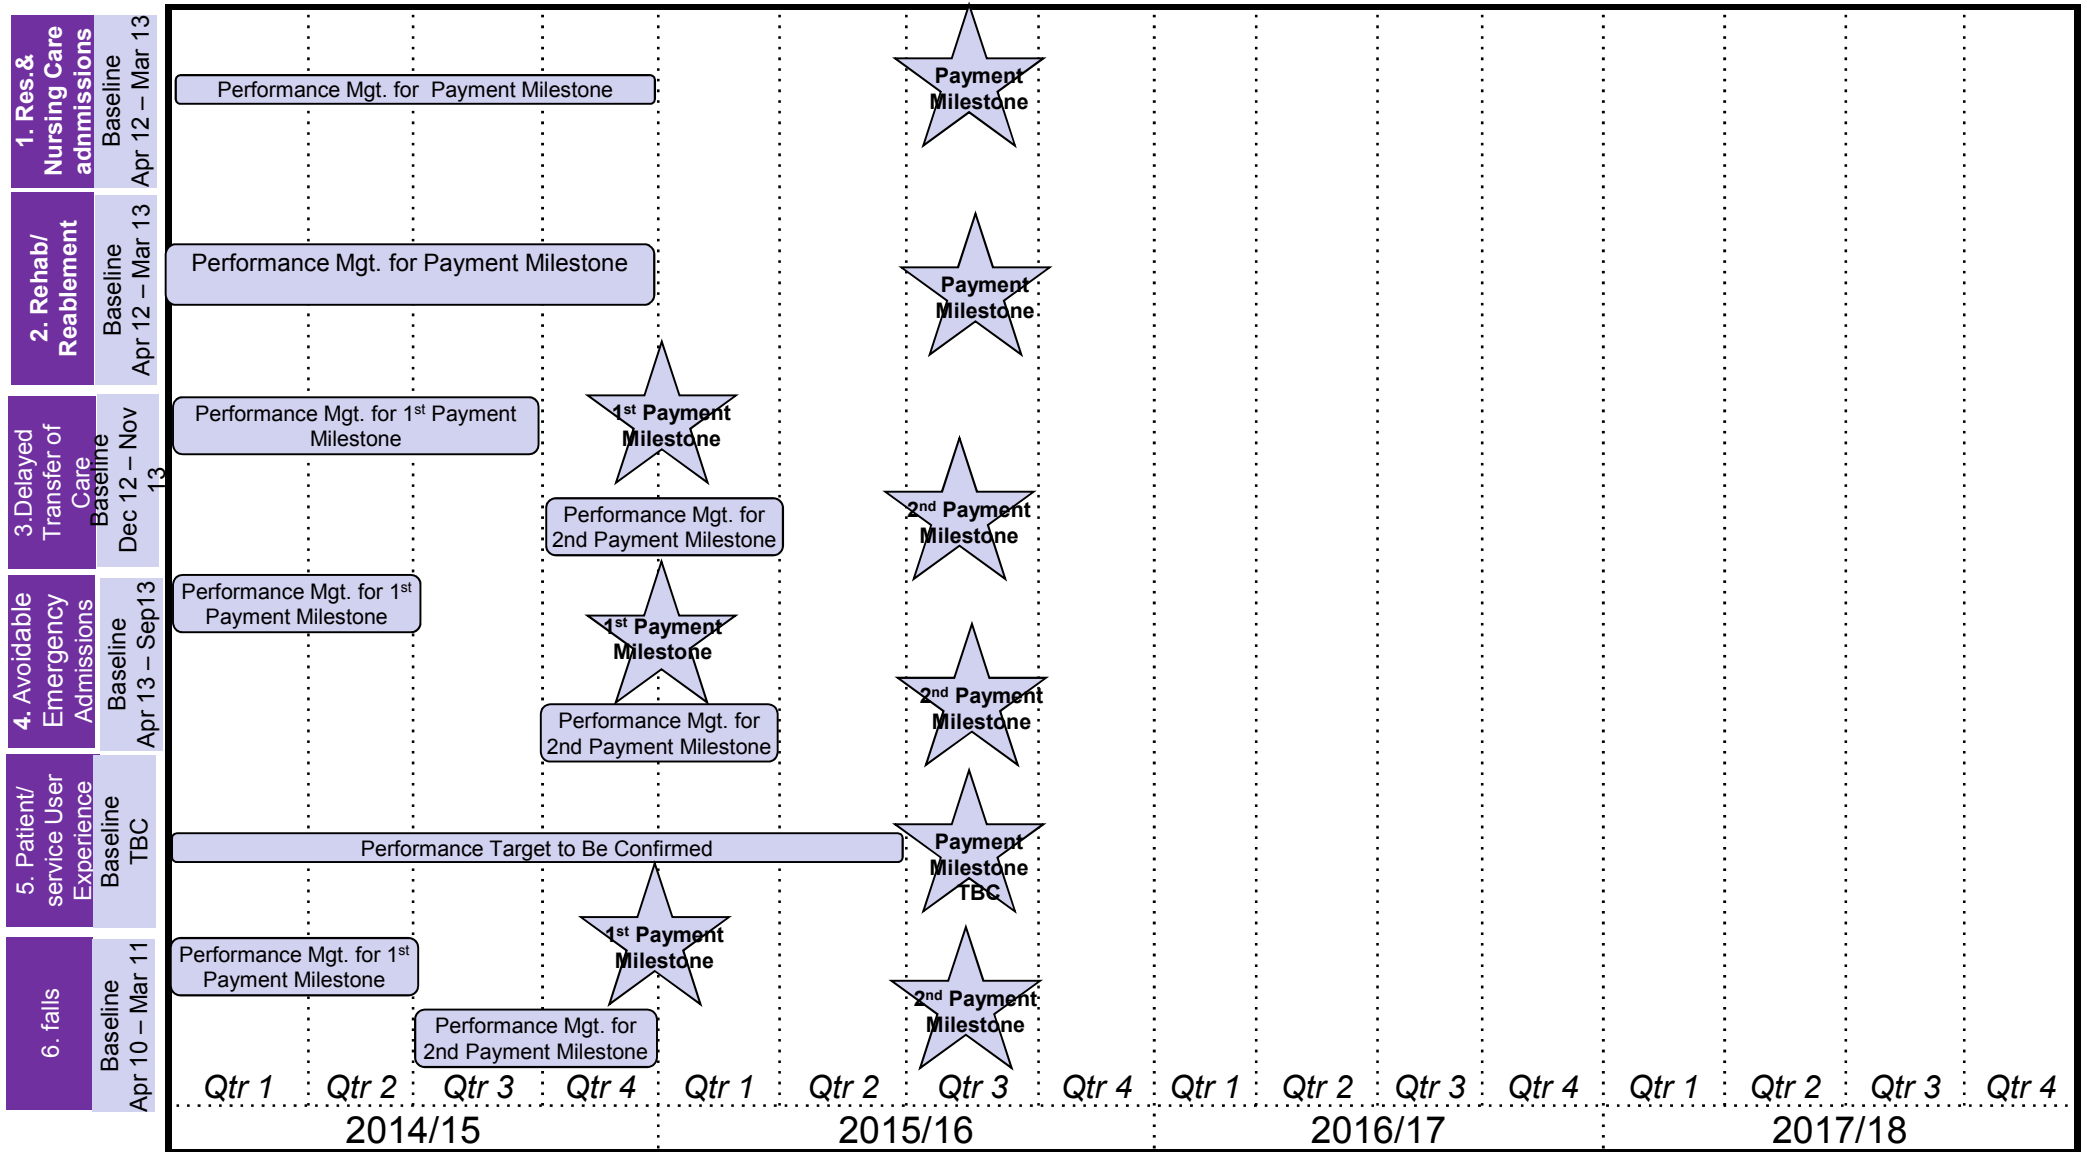 1. Res.&
Nursing Care
adnmissions
Baseline
Apr 12 – Mar 13
Performance Mgt. for  Payment Milestone
Payment
Milestone
2. Rehab/
Reablement
Baseline
Apr 12 – Mar 13
Performance Mgt. for Payment Milestone
Payment
Milestone
3.Delayed
Transfer of
Care
Baseline
Dec 12 – Nov
13
Performance Mgt. for 1st Payment
Milestone
1st Payment
Milestone
Performance Mgt. for
2nd Payment Milestone
2nd Payment
Milestone
4. Avoidable
Emergency
Admissions
Baseline
Apr 13 – Sep13
Performance Mgt. for 1st
Payment Milestone
1st Payment
Milestone
Performance Mgt. for
2nd Payment Milestone
2nd Payment
Milestone
5. Patient/
service User
Experience
Baseline
TBC
Performance Target to Be Confirmed
Payment
Milestone
TBC
6. falls
Baseline
Apr 10 – Mar 11
Performance Mgt. for 1st
Payment Milestone
1st Payment
Milestone
Performance Mgt. for
2nd Payment Milestone
2nd Payment
Milestone
Qtr 1 Qtr 2 Qtr 3 Qtr 4 Qtr 1 Qtr 2 Qtr 3 Qtr 4 Qtr 1 Qtr 2 Qtr 3 Qtr 4 Qtr 1 Qtr 2 Qtr 3 Qtr 4
2014/15 2015/16 2016/17 2017/18